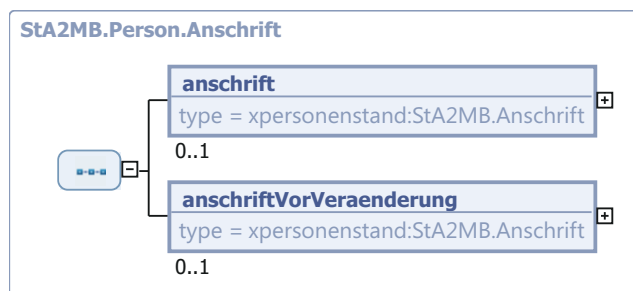 StA2MB.Person.Anschrift
anschrift
type = xpersonenstand:StA2MB.Anschrift
0..1
anschriftVorVeraenderung
type = xpersonenstand:StA2MB.Anschrift
0..1